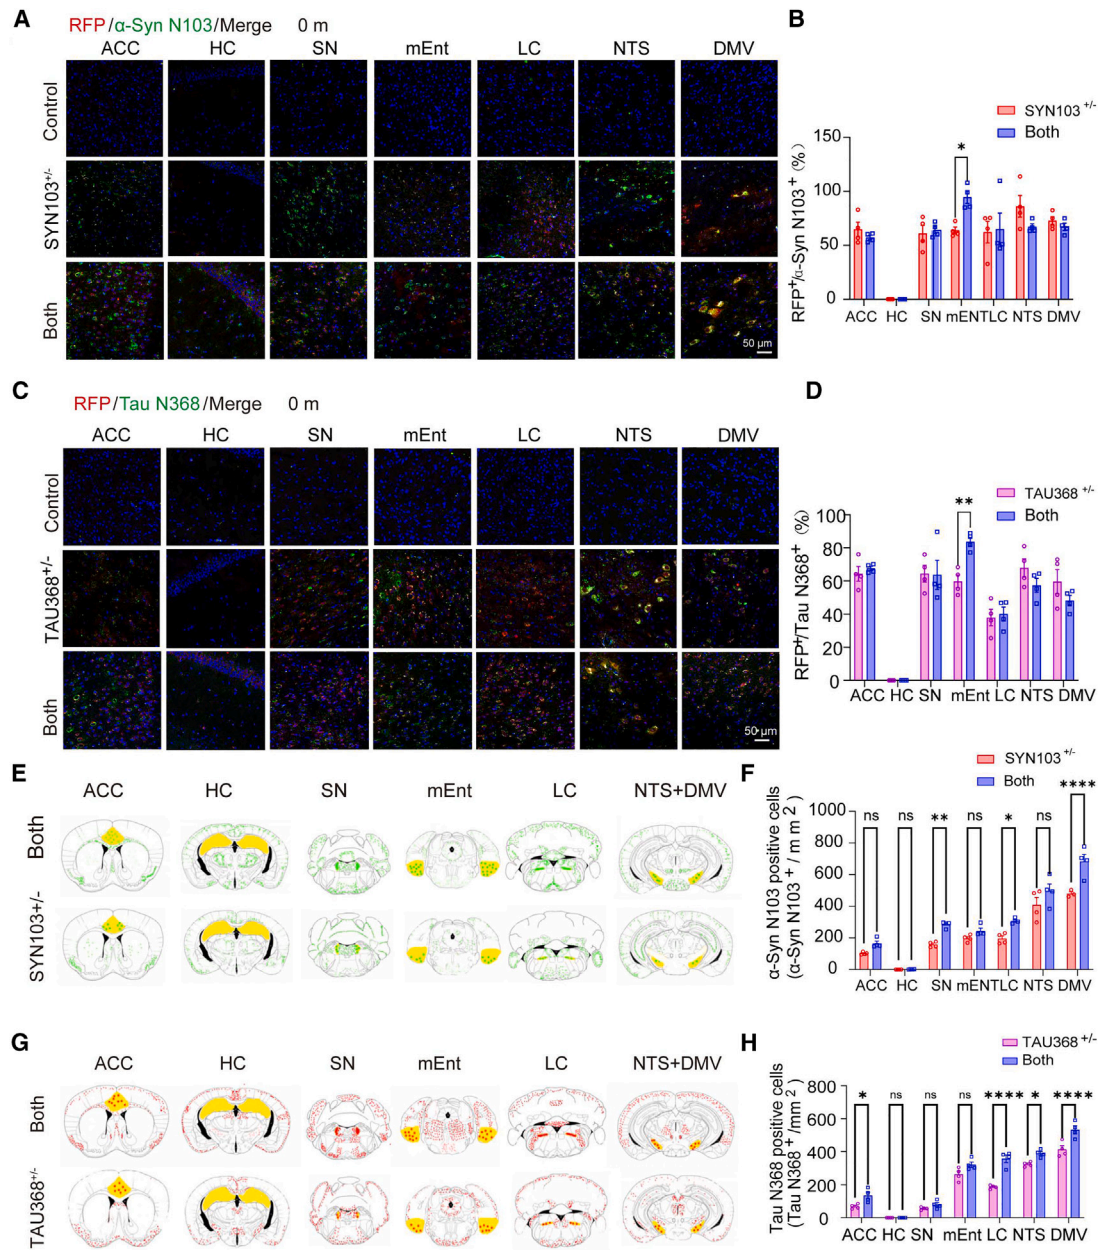 A
RFP/α-Syn N103/Merge 0 m
ACC HC SN mEnt LC NTS DMV
Control
SYN103+/-
Both
50 μm
B
SYN103 +/-
Both
*
RFP+/α-Syn N103+ (%)
150
100
50
0
ACC HC SN mENTLC NTS DMV
C
RFP/Tau N368/Merge 0 m
ACC HC SN mEnt LC NTS DMV
Control
TAU368+/-
Both
50 μm
D
TAU368 +/-
Both
**
RFP+/Tau N368+ (%)
100
80
60
40
20
0
ACC HC SN mEnt LC NTS DMV
E
ACC HC SN mEnt LC NTS+DMV
Both
SYN103+/-
F
SYN103 +/-
Both
ns ns ** ns * ns ****
α-Syn N103 positive cells
(α-Syn N103 + / m m 2 )
1000
800
600
400
200
0
ACC HC SN mENTLC NTS DMV
G
ACC HC SN mEnt LC NTS+DMV
Both
TAU368+/-
H
TAU368 +/-
Both
* ns ns ns **** * ****
Tau N368 positive cells
(Tau N368 + /mm 2 )
800
600
400
200
0
ACC HC SN mEnt LC NTS DMV